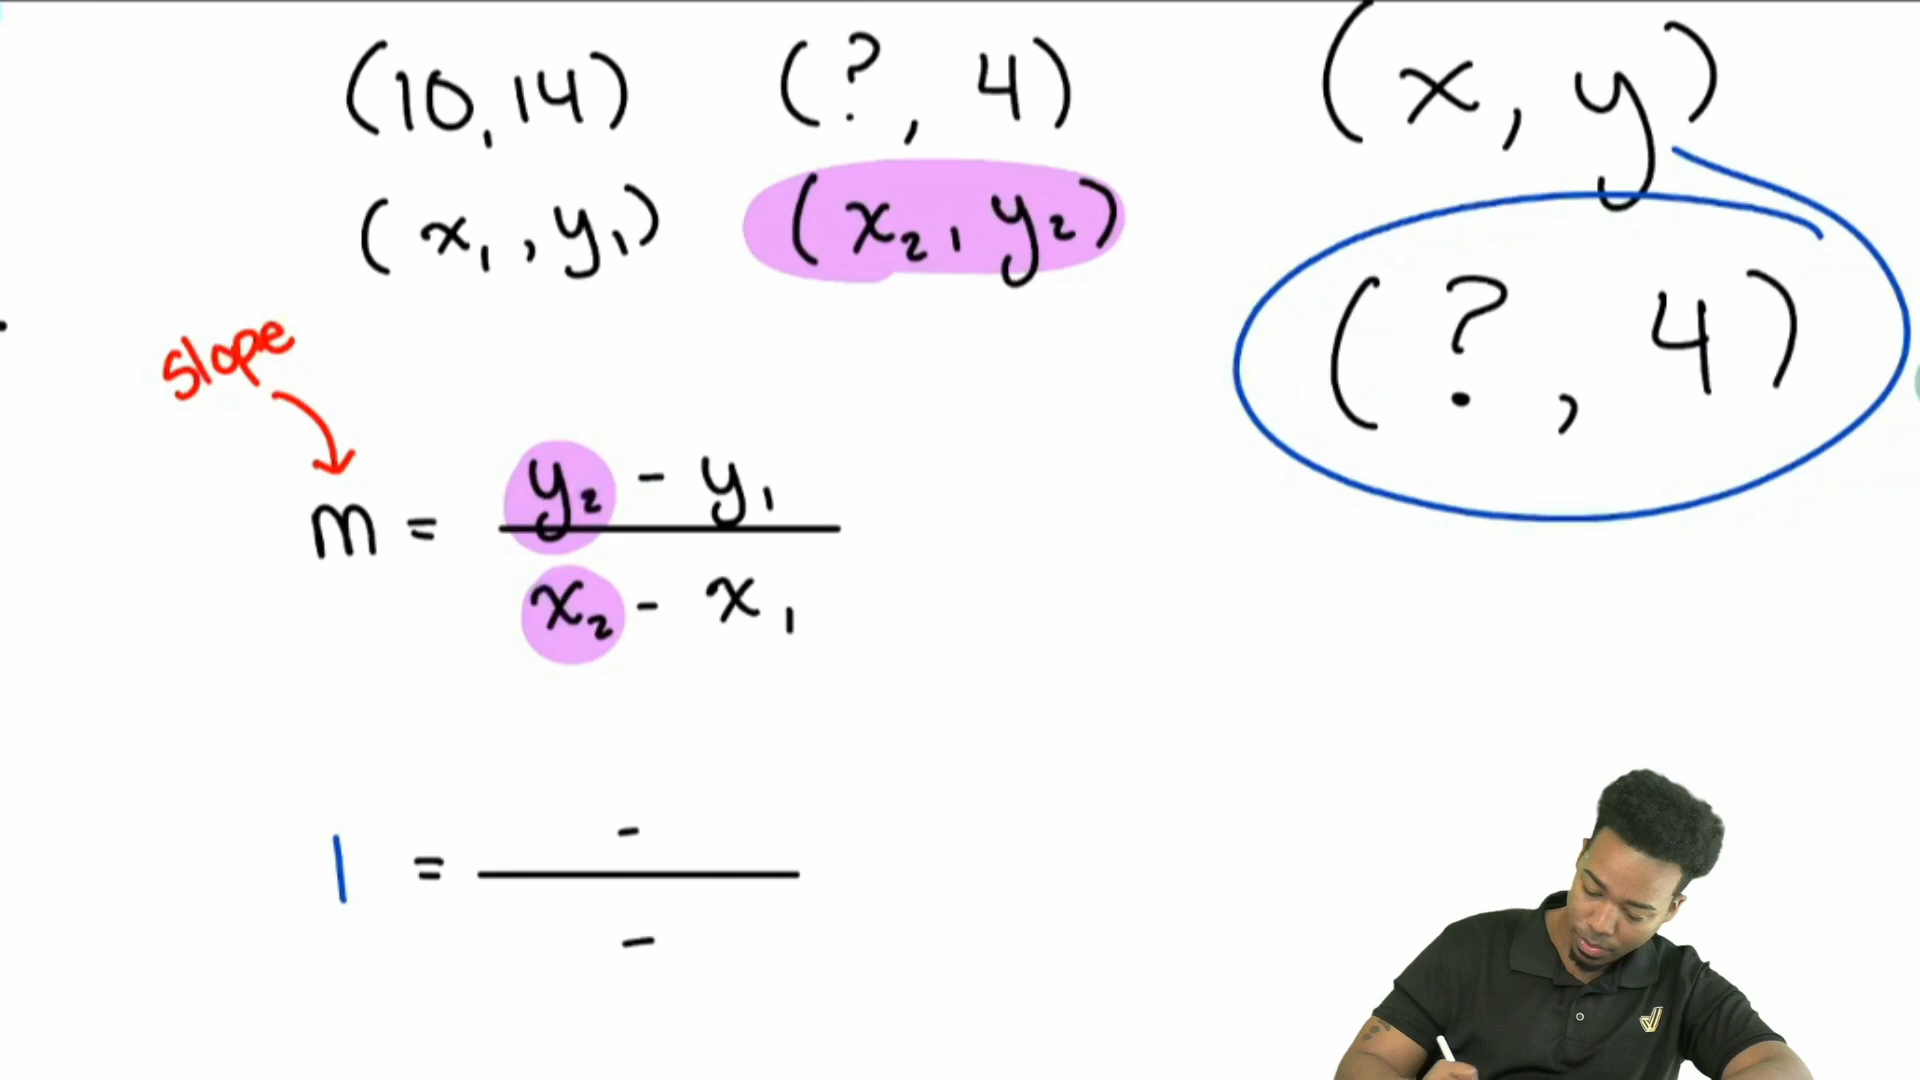 (10,14) (?, 4)
(x₁, y₁) (x₂, y₂)
(x, y)
(?, 4)
slope
m = y₂ - y₁ / x₂ - x₁
1 = - / -